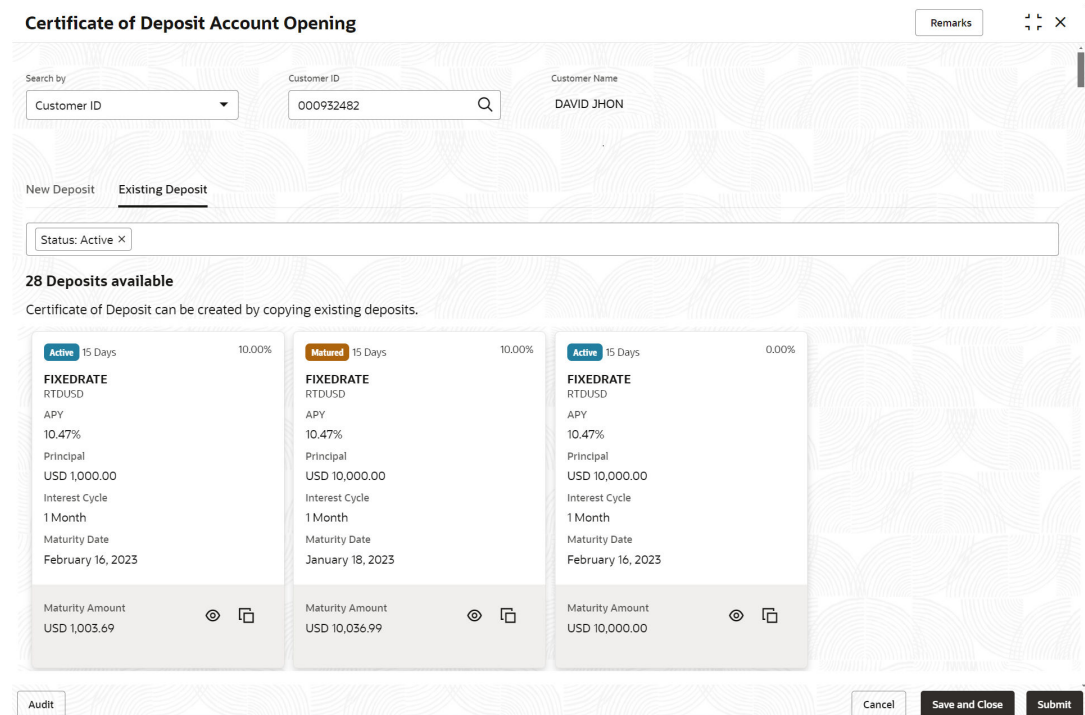 Certificate of Deposit Account Opening
Remarks
Search by
Customer ID
Customer Name
Customer ID
000932482
DAVID JHON
New Deposit
Existing Deposit
Status: Active ×
28 Deposits available
Certificate of Deposit can be created by copying existing deposits.
Active 15 Days 10.00%
FIXEDRATE
RTDUSD
APY
10.47%
Principal
USD 1,000.00
Interest Cycle
1 Month
Maturity Date
February 16, 2023
Maturity Amount
USD 1,003.69
Matured 15 Days 10.00%
FIXEDRATE
RTDUSD
APY
10.47%
Principal
USD 10,000.00
Interest Cycle
1 Month
Maturity Date
January 18, 2023
Maturity Amount
USD 10,036.99
Active 15 Days 0.00%
FIXEDRATE
RTDUSD
APY
10.47%
Principal
USD 10,000.00
Interest Cycle
1 Month
Maturity Date
February 16, 2023
Maturity Amount
USD 10,000.00
Audit
Cancel
Save and Close
Submit